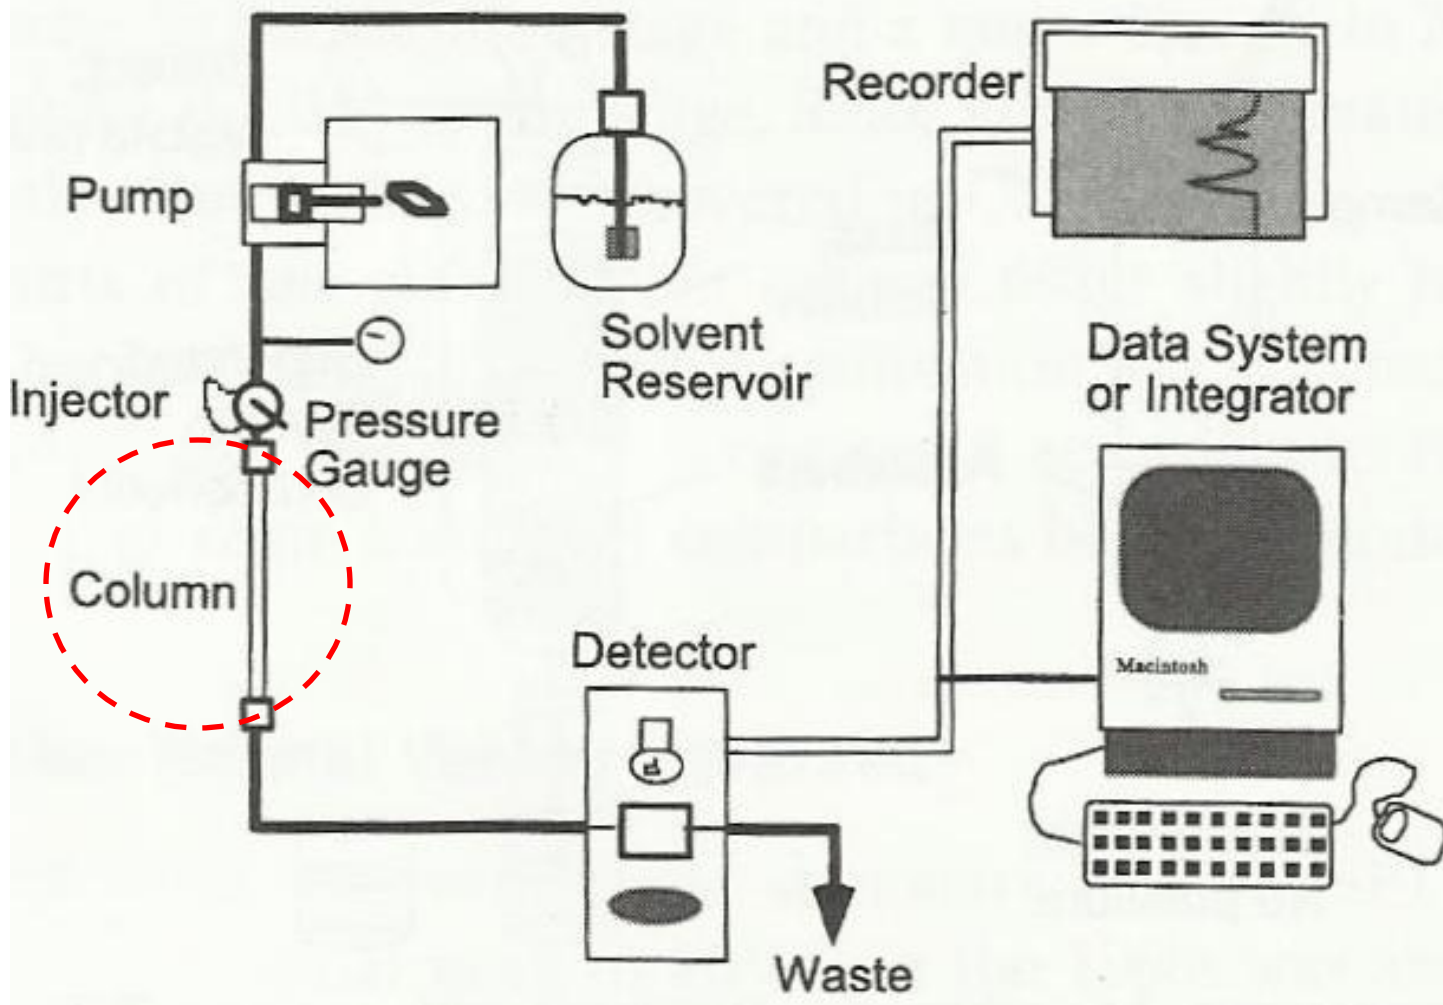 Recorder
Pump
Solvent
Reservoir
Data System
or Integrator
Injector
Pressure
Gauge
Column
Detector
Macintosh
Waste